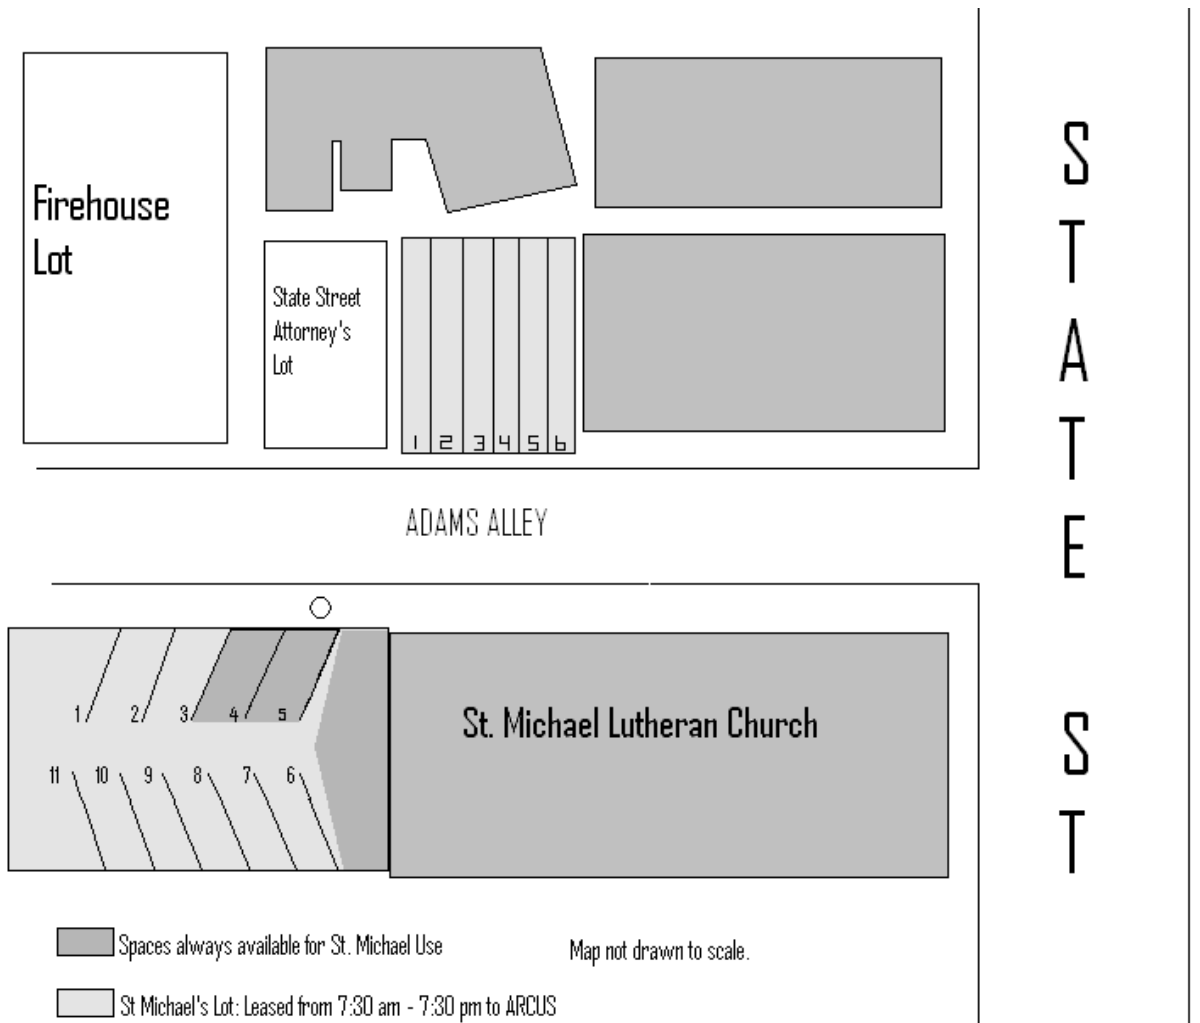 Firehouse
Lot
State Street
Attorney's
Lot
1 2 3 4 5 6
S
T
A
T
E
S
T
ADAMS ALLEY
1 2 3 4 5
11 10 9 8 7 6
St. Michael Lutheran Church
Spaces always available for St. Michael Use
Map not drawn to scale.
St Michael's Lot: Leased from 7:30 am - 7:30 pm to ARCUS